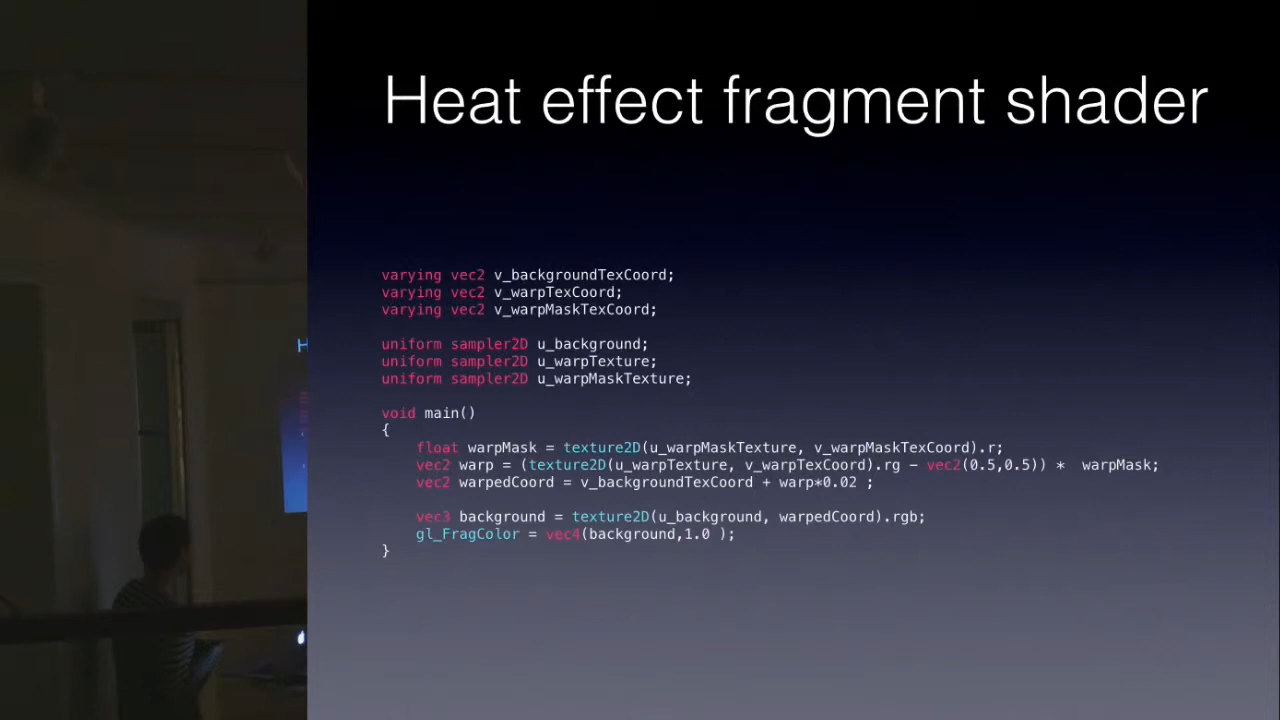 Heat effect fragment shader
varying vec2 v_backgroundTexCoord;
varying vec2 v_warpTexCoord;
varying vec2 v_warpMaskTexCoord;
uniform sampler2D u_background;
uniform sampler2D u_warpTexture;
uniform sampler2D u_warpMaskTexture;
void main()
{
float warpMask = texture2D(u_warpMaskTexture, v_warpMaskTexCoord).r;
vec2 warp = (texture2D(u_warpTexture, v_warpTexCoord).rg - vec2(0.5,0.5)) *  warpMask;
vec2 warpedCoord = v_backgroundTexCoord + warp*0.02 ;
vec3 background = texture2D(u_background, warpedCoord).rgb;
gl_FragColor = vec4(background,1.0 );
}
H